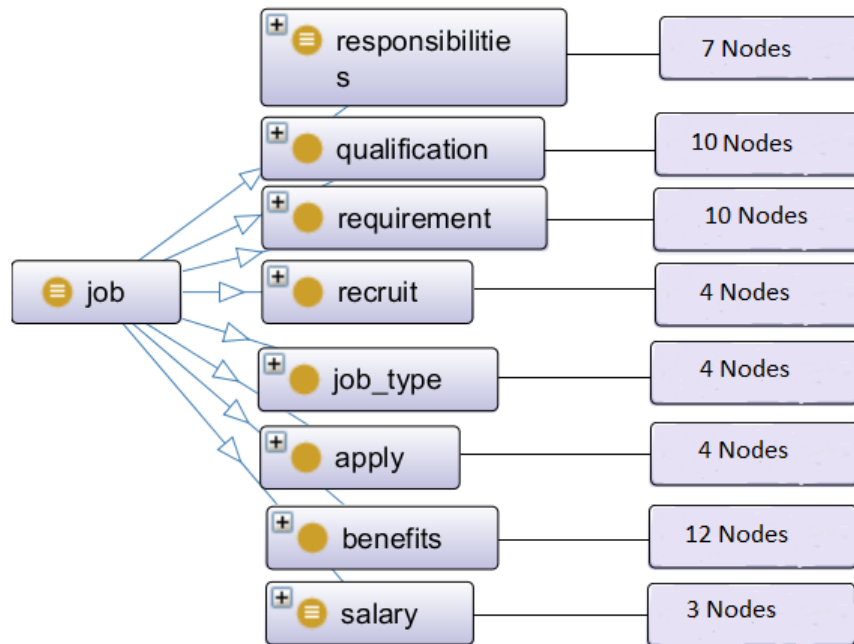 responsibilitie
s
7 Nodes
qualification
10 Nodes
requirement
10 Nodes
job
recruit
4 Nodes
job_type
4 Nodes
apply
4 Nodes
benefits
12 Nodes
salary
3 Nodes